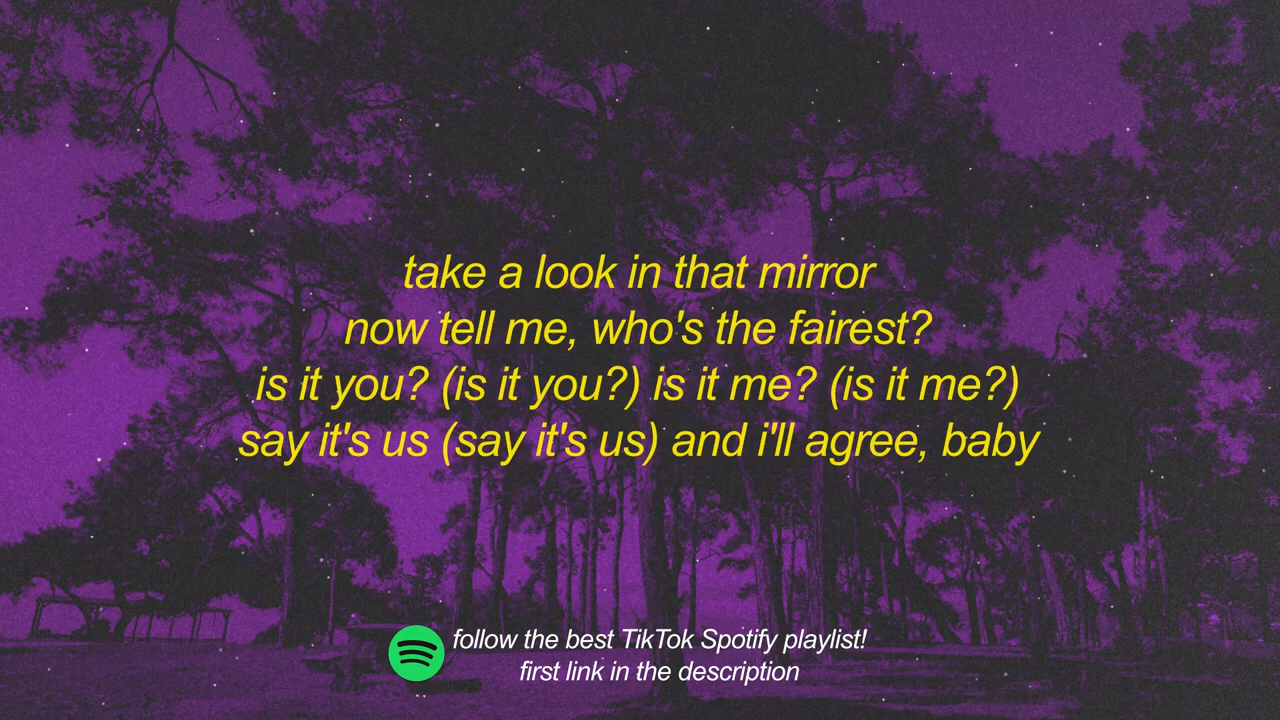 take a look in that mirror
now tell me, who's the fairest?
is it you? (is it you?) is it me? (is it me?)
say it's us (say it's us) and i'll agree, baby
follow the best TikTok Spotify playlist!
first link in the description